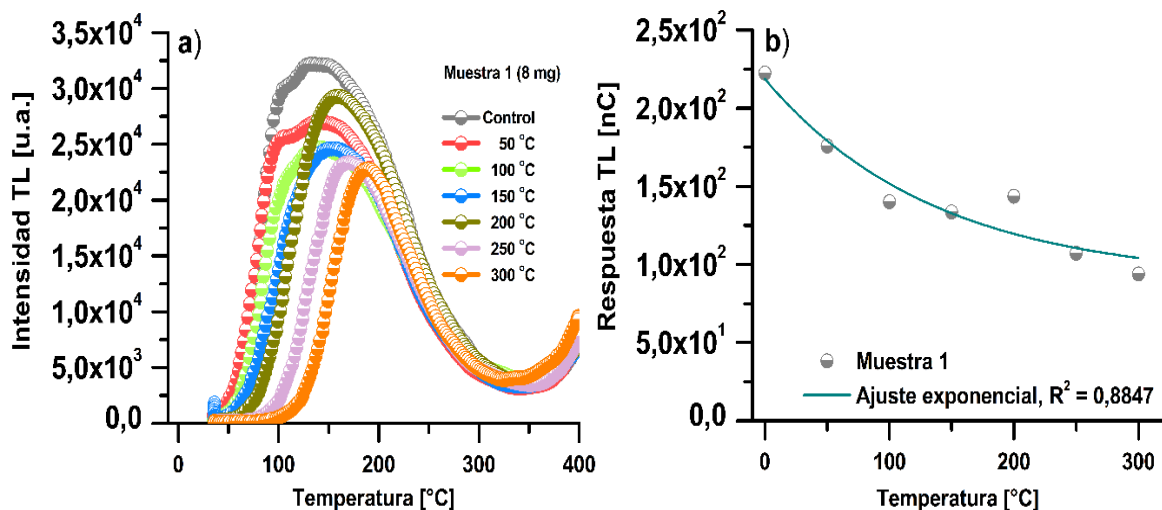 a)
Intensidad TL [u.a.]
3,5x10⁴
3,0x10⁴
2,5x10⁴
2,0x10⁴
1,5x10⁴
1,0x10⁴
5,0x10³
0,0
Muestra 1 (8 mg)
Control
50 °C
100 °C
150 °C
200 °C
250 °C
300 °C
0 100 200 300 400
Temperatura [°C]
b)
Respuesta TL [nC]
2,5x10²
2,0x10²
1,5x10²
1,0x10²
5,0x10¹
0,0
Muestra 1
Ajuste exponencial, R² = 0,8847
0 100 200 300
Temperatura [°C]